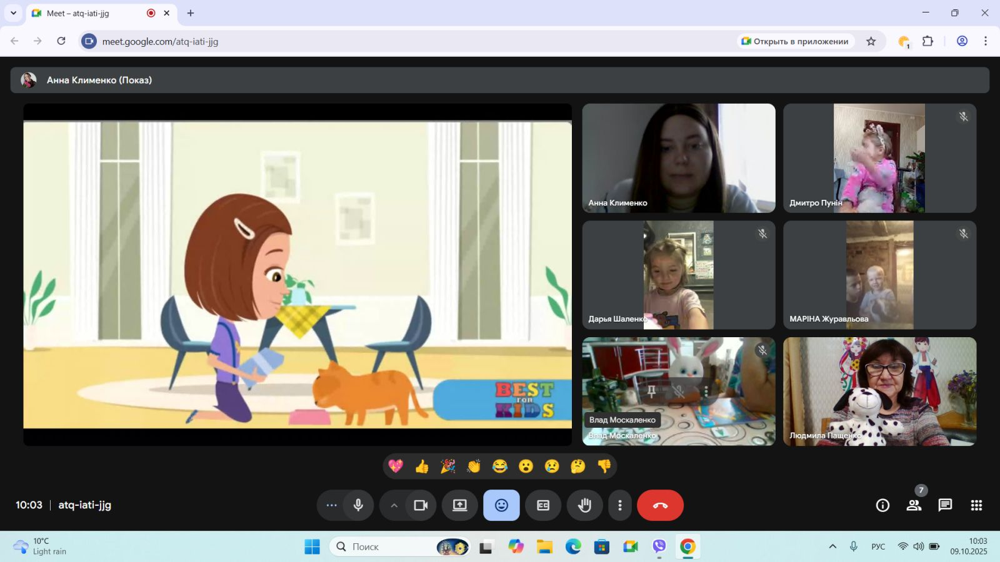 Meet – atq-iati-jjg
meet.google.com/atq-iati-jjg
Открыть в приложении
1
Анна Клименко (Показ)
BEST
FOR
KIDS
Анна Клименко
Дмитро Пунін
Дарья Шаленко
МАРІНА Журавльова
Влад Москаленко
Влад Москаленко
Людмила Пащенко
10:03
atq-iati-jjg
7
10°C
Light rain
Поиск
РУС
10:03
09.10.2025